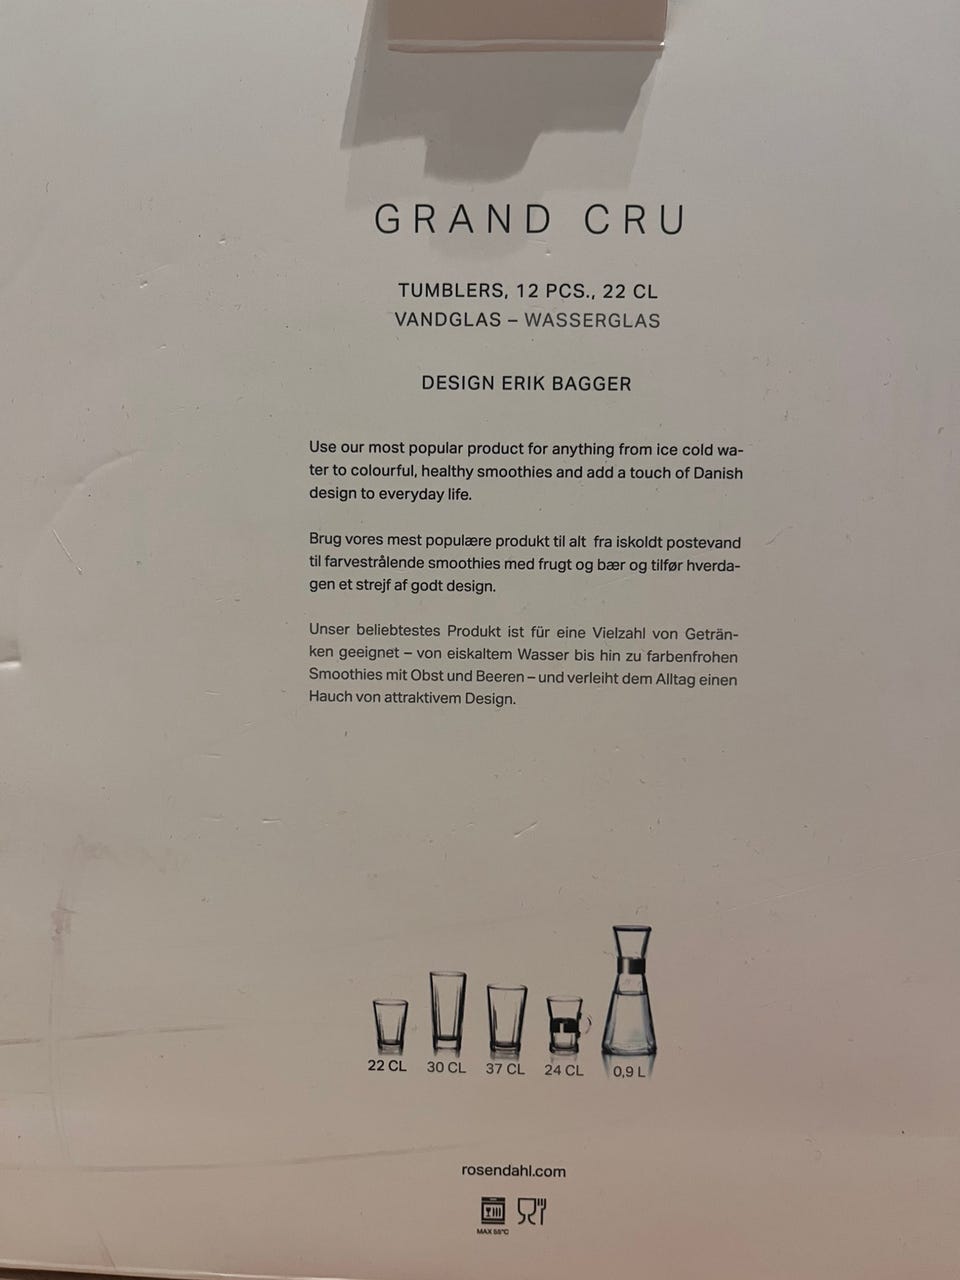 GRAND CRU
TUMBLERS, 12 PCS., 22 CL
VANDGLAS – WASSERGLAS
DESIGN ERIK BAGGER
Use our most popular product for anything from ice cold wa-
ter to colourful, healthy smoothies and add a touch of Danish
design to everyday life.
Brug vores mest populære produkt til alt fra iskoldt postevand
til farvestrålende smoothies med frugt og bær og tilfør hverda-
gen et strejf af godt design.
Unser beliebtestes Produkt ist für eine Vielzahl von Geträn-
ken geeignet – von eiskaltem Wasser bis hin zu farbenfrohen
Smoothies mit Obst und Beeren – und verleiht dem Alltag einen
Hauch von attraktivem Design.
22 CL 30 CL 37 CL 24 CL 0,9 L
rosendahl.com
MAX 55°C